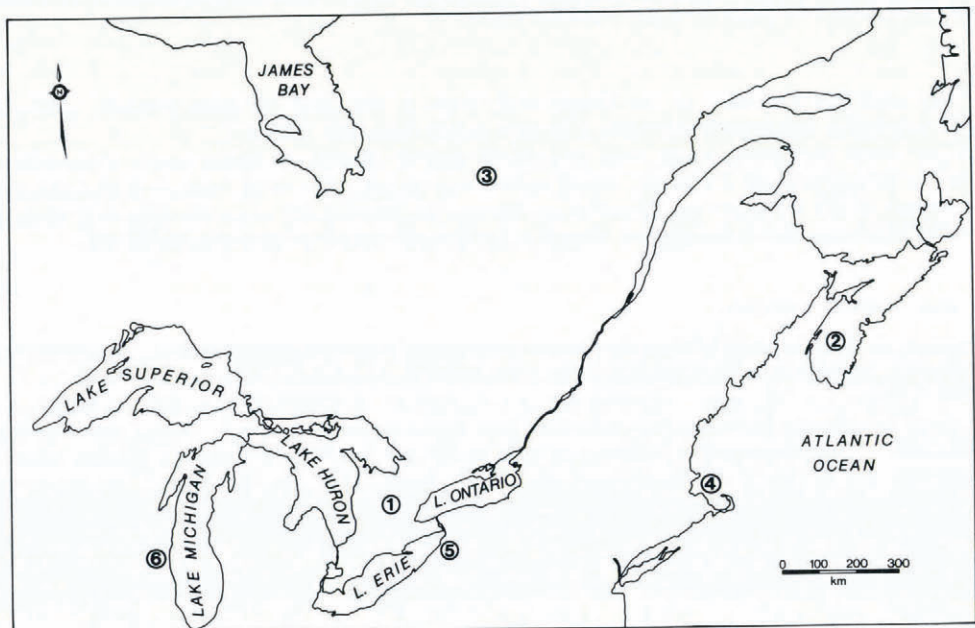 JAMES
BAY
N
③
②
LAKE SUPERIOR
ATLANTIC
OCEAN
LAKE HURON
LAKE MICHIGAN
①
L. ONTARIO
④
⑤
⑥
L. ERIE
0 100 200 300
km